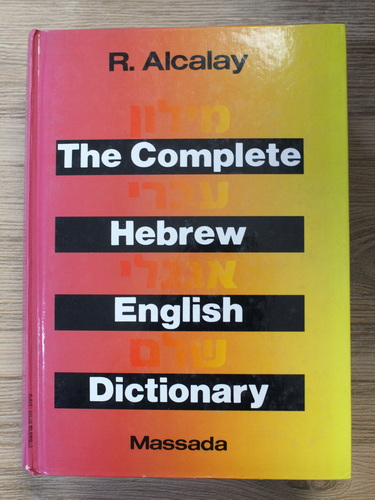 R. Alcalay
מילון
The Complete
עברי
Hebrew
אנגלי
English
שלם
Dictionary
Massada